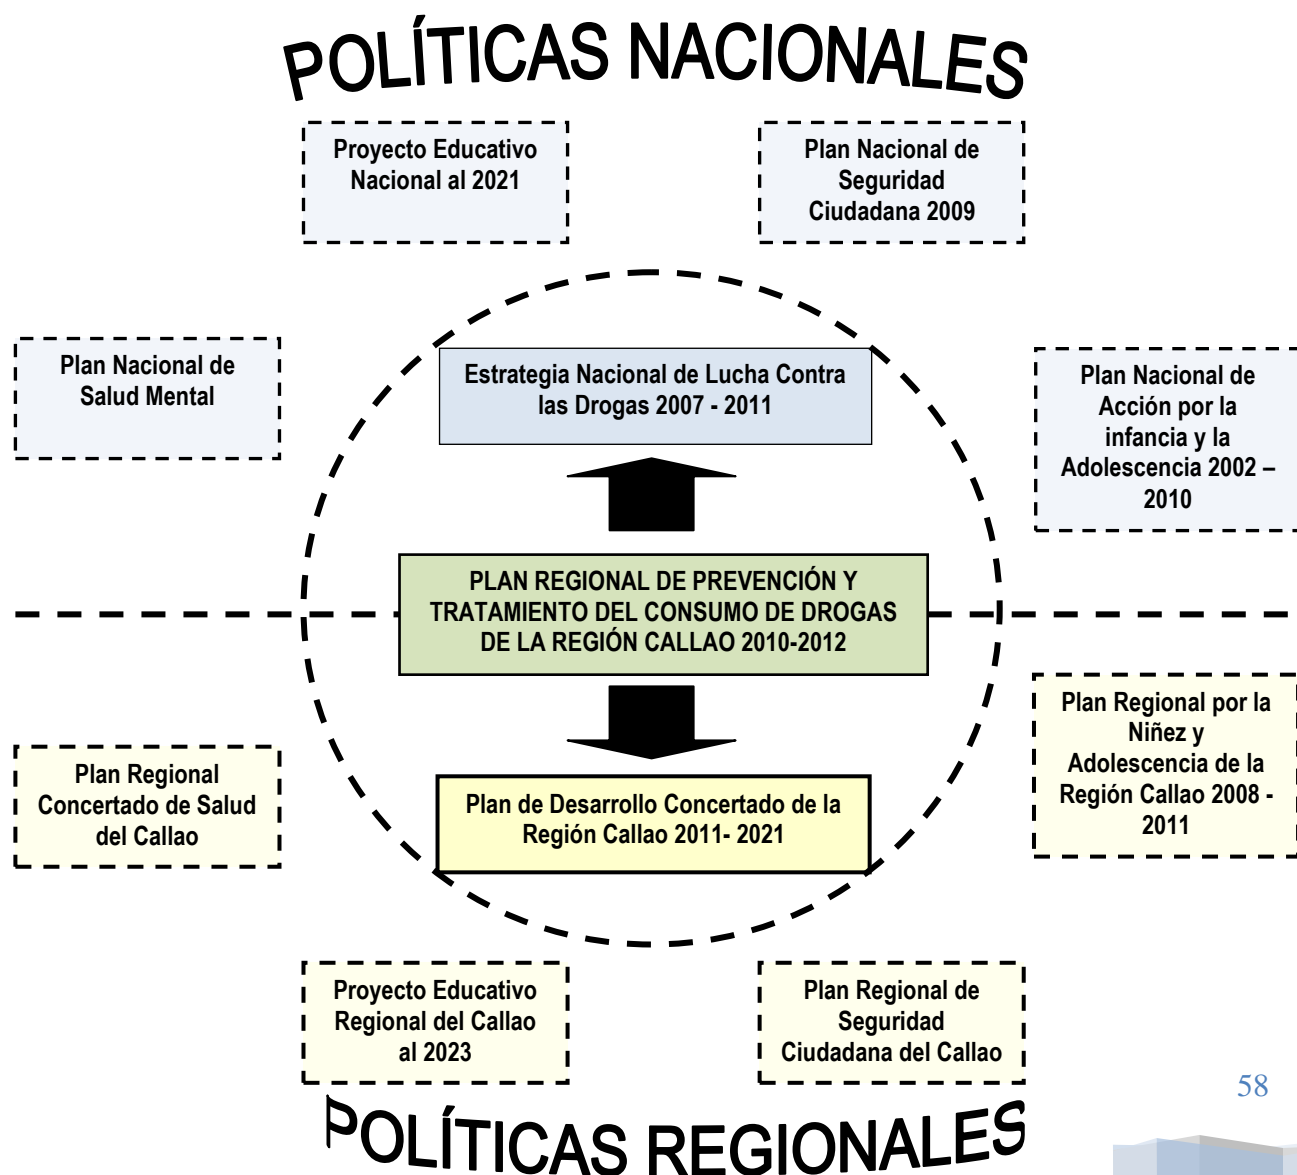 POLÍTICAS NACIONALES
Proyecto Educativo
Nacional al 2021
Plan Nacional de
Seguridad
Ciudadana 2009
Plan Nacional de
Salud Mental
Estrategia Nacional de Lucha Contra
las Drogas 2007 - 2011
Plan Nacional de
Acción por la
infancia y la
Adolescencia 2002 –
2010
PLAN REGIONAL DE PREVENCIÓN Y
TRATAMIENTO DEL CONSUMO DE DROGAS
DE LA REGIÓN CALLAO 2010-2012
Plan Regional
Concertado de Salud
del Callao
Plan de Desarrollo Concertado de la
Región Callao 2011- 2021
Plan Regional por la
Niñez y
Adolescencia de la
Región Callao 2008 -
2011
Proyecto Educativo
Regional del Callao
al 2023
Plan Regional de
Seguridad
Ciudadana del Callao
58
POLÍTICAS REGIONALES